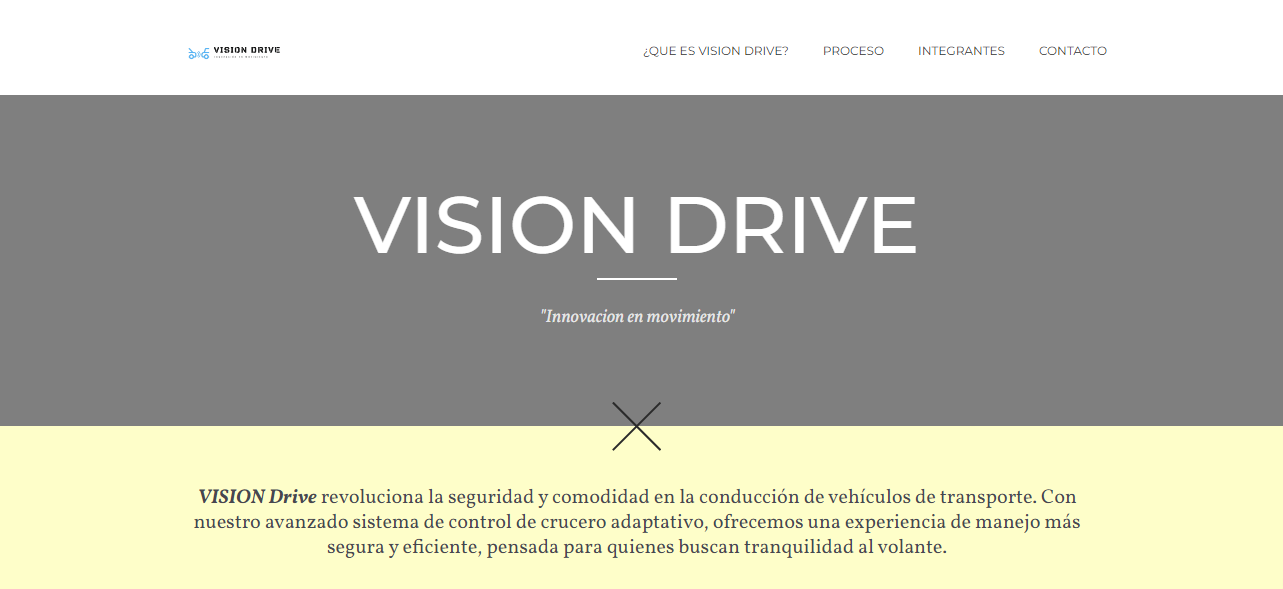 VISION DRIVE
¿QUE ES VISION DRIVE? PROCESO INTEGRANTES CONTACTO
VISION DRIVE
"Innovacion en movimiento"
VISION Drive revoluciona la seguridad y comodidad en la conducción de vehículos de transporte. Con
nuestro avanzado sistema de control de crucero adaptativo, ofrecemos una experiencia de manejo más
segura y eficiente, pensada para quienes buscan tranquilidad al volante.